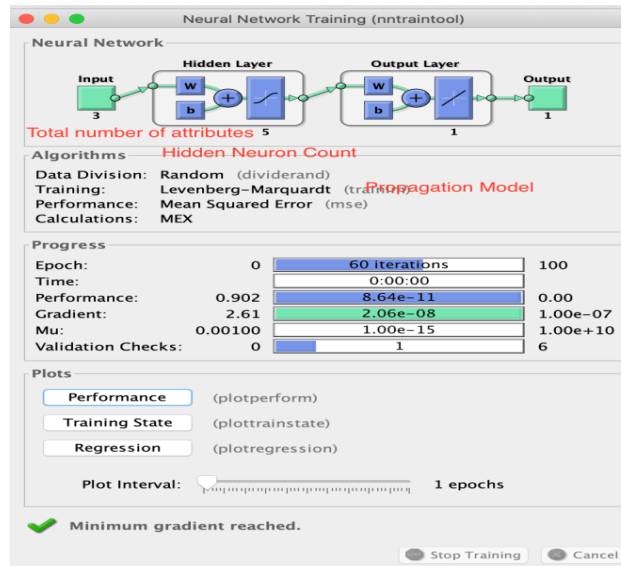 Neural Network Training (nntraintool)
Neural Network
Hidden Layer
Output Layer
Input
W
b
W
b
Output
3
5
1
1
Total number of attributes
Algorithms
Hidden Neuron Count
Data Division: Random (dividerand)
Training: Levenberg-Marquardt (trainlm)
Propagation Model
Performance: Mean Squared Error (mse)
Calculations: MEX
Progress
Epoch: 0 60 iterations 100
Time: 0:00:00
Performance: 0.902 8.64e-11 0.00
Gradient: 2.61 2.06e-08 1.00e-07
Mu: 0.00100 1.00e-15 1.00e+10
Validation Checks: 0 1 6
Plots
Performance (plotperform)
Training State (plottrainstate)
Regression (plotregression)
Plot Interval: 1 epochs
Minimum gradient reached.
Stop Training Cancel